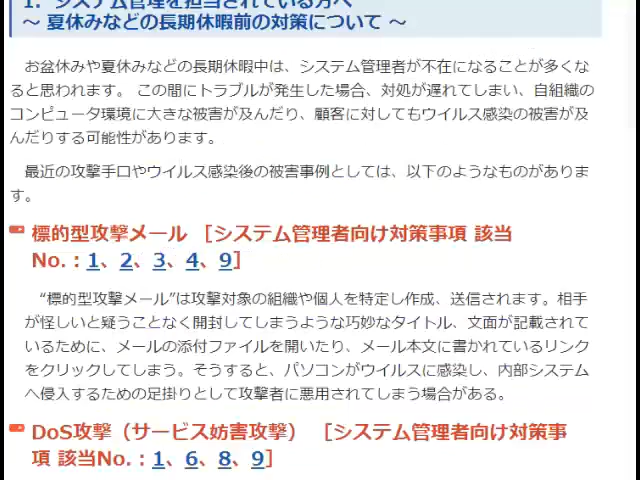 1. システム管理を担当されている方へ
～ 夏休みなどの長期休暇前の対策について ～
お盆休みや夏休みなどの長期休暇中は、システム管理者が不在になることが多くな
ると思われます。 この間にトラブルが発生した場合、対処が遅れてしまい、自組織の
コンピュータ環境に大きな被害が及んだり、顧客に対してもウイルス感染の被害が及
んだりする可能性があります。
最近の攻撃手口やウイルス感染後の被害事例としては、以下のようなものがありま
す。
標的型攻撃メール ［システム管理者向け対策事項 該当
No.：1、2、3、4、9］
“標的型攻撃メール”は攻撃対象の組織や個人を特定し作成、送信されます。相手
が怪しいと疑うことなく開封してしまうような巧妙なタイトル、文面が記載されて
いるために、メールの添付ファイルを開いたり、メール本文に書かれているリンク
をクリックしてしまう。そうすると、パソコンがウイルスに感染し、内部システム
へ侵入するための足掛りとして攻撃者に悪用されてしまう場合がある。
DoS攻撃（サービス妨害攻撃） ［システム管理者向け対策事
項 該当No.：1、6、8、9］